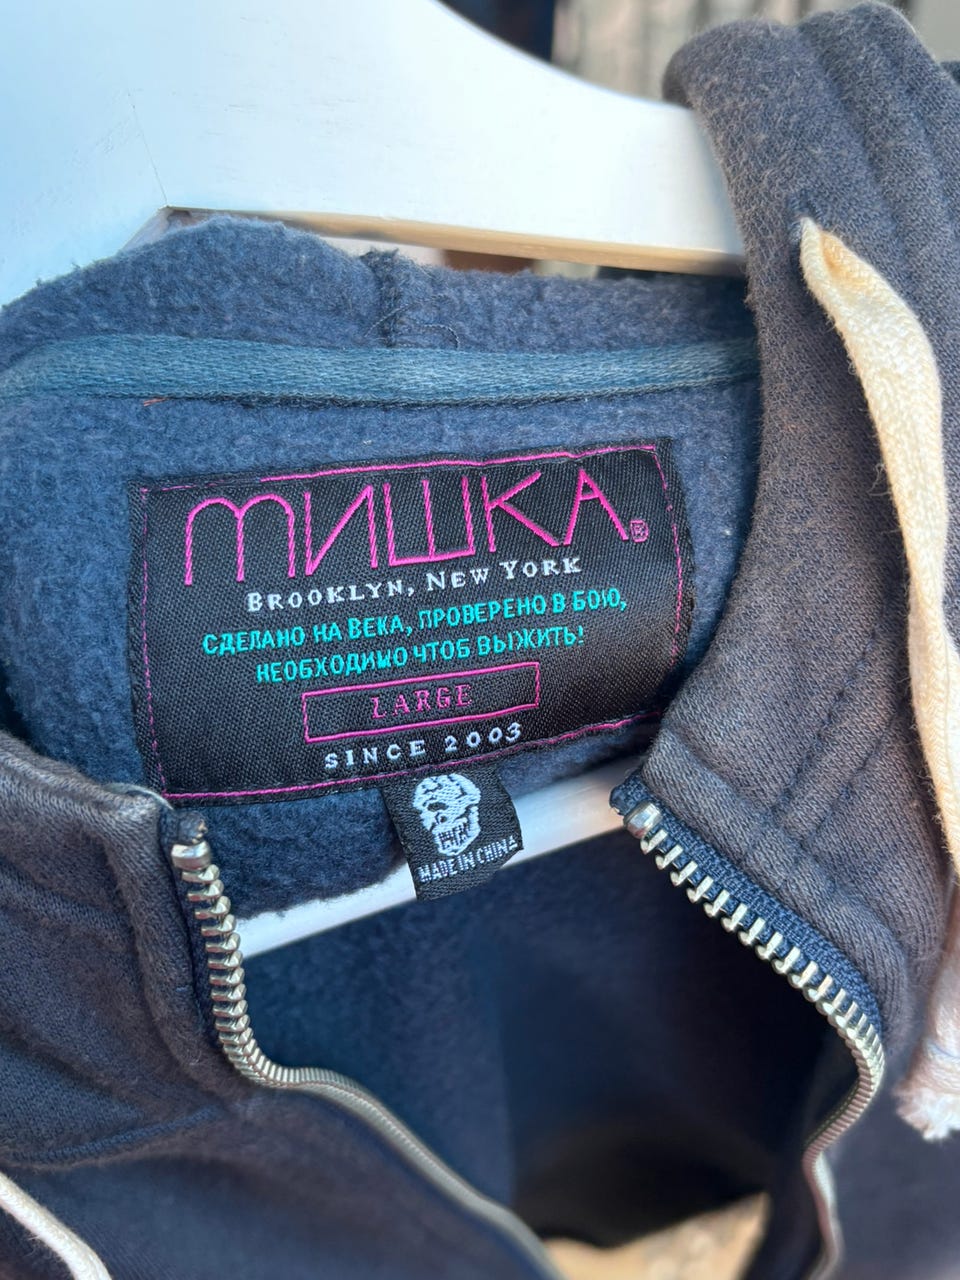 МИШКА®
BROOKLYN, NEW YORK
СДЕЛАНО НА ВЕКА, ПРОВЕРЕНО В БОЮ,
НЕОБХОДИМО ЧТОБ ВЫЖИТЬ!
LARGE
SINCE 2003
MADE IN CHINA